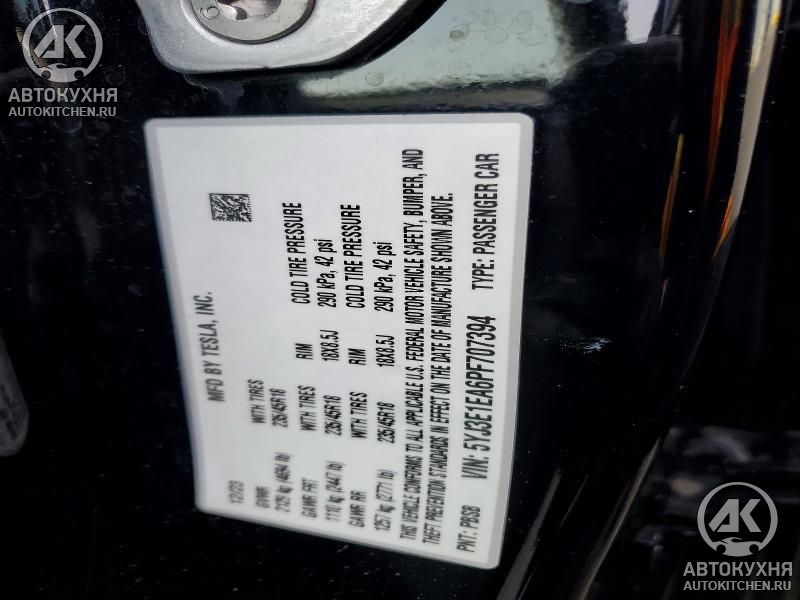 MFD BY TESLA, INC.
12/23
GVWR WITH TIRES RIM COLD TIRE PRESSURE
2129 kg (4694 lb) 235/45R18 18X8.5J 290 kPa, 42 psi
GAWR FRT WITH TIRES RIM COLD TIRE PRESSURE
1110 kg (2447 lb) 235/45R18 18X8.5J 290 kPa, 42 psi
GAWR RR
1257 kg (2771 lb) 235/45R18
THIS VEHICLE CONFORMS TO ALL APPLICABLE U.S. FEDERAL MOTOR VEHICLE SAFETY, BUMPER, AND
THEFT PREVENTION STANDARDS IN EFFECT ON THE DATE OF MANUFACTURE SHOWN ABOVE.
PNT: PBSB VIN: 5YJ3E1EA6PF707394 TYPE: PASSENGER CAR
АК
АВТОКУХНЯ
AUTOKITCHEN.RU
АК
АВТОКУХНЯ
AUTOKITCHEN.RU